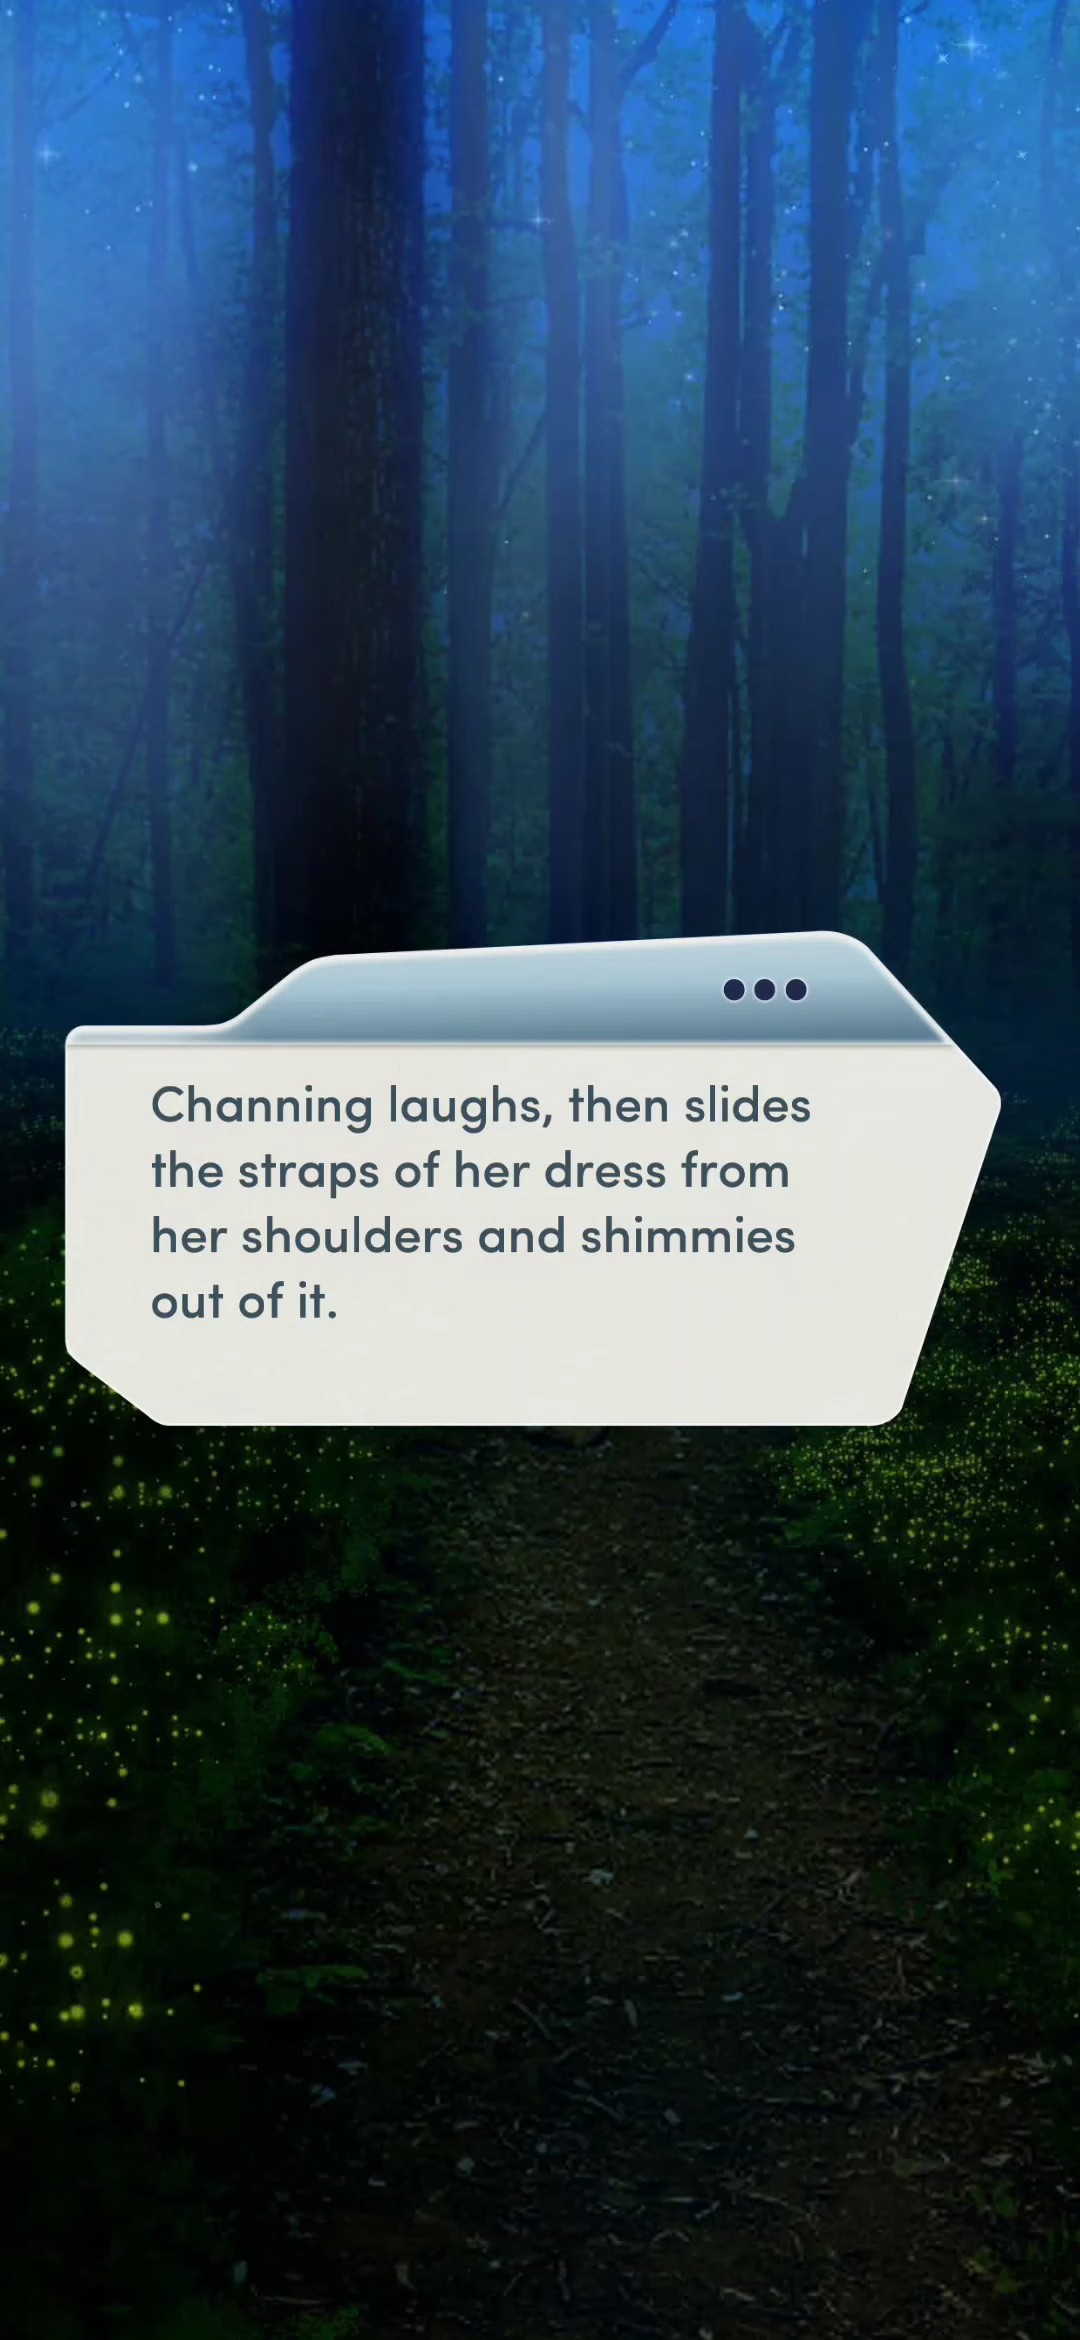 Channing laughs, then slides
the straps of her dress from
her shoulders and shimmies
out of it.